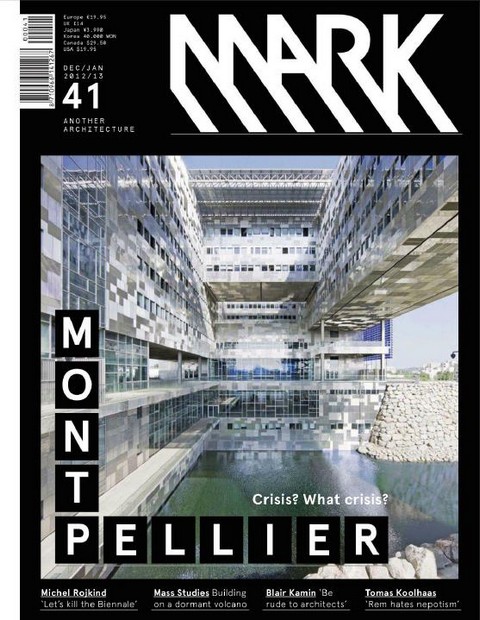 Europe €19.95
UK £14
Japan ¥3,990
Korea 40.000 WON
Canada $29.50
USA $19.95
DEC/JAN
2012/13
41
ANOTHER
ARCHITECTURE
MARK
MONTPELLIER
Crisis? What crisis?
Michel Rojkind
'Let's kill the Biennale'
Mass Studies Building
on a dormant volcano
Blair Kamin 'Be
rude to architects'
Tomas Koolhaas
'Rem hates nepotism'